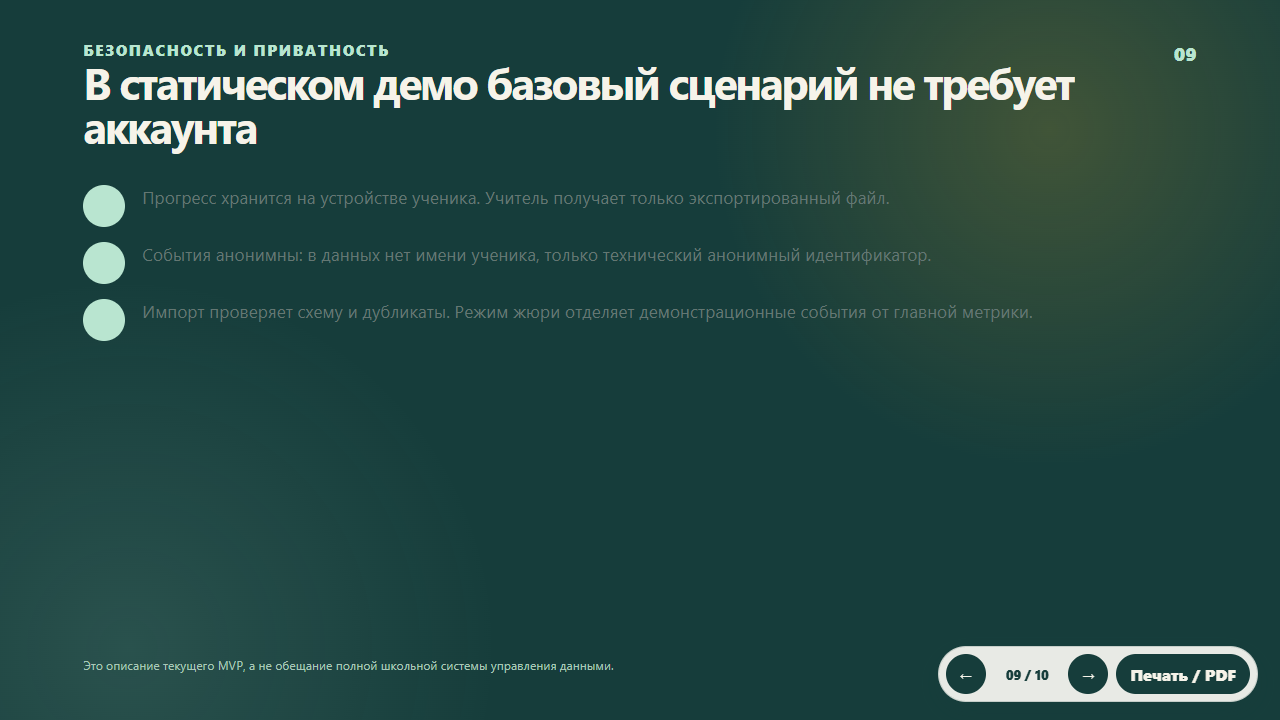 БЕЗОПАСНОСТЬ И ПРИВАТНОСТЬ
09
В статическом демо базовый сценарий не требует
аккаунта
Прогресс хранится на устройстве ученика. Учитель получает только экспортированный файл.
События анонимны: в данных нет имени ученика, только технический анонимный идентификатор.
Импорт проверяет схему и дубликаты. Режим жюри отделяет демонстрационные события от главной метрики.
Это описание текущего MVP, а не обещание полной школьной системы управления данными.
← 09 / 10 → Печать / PDF